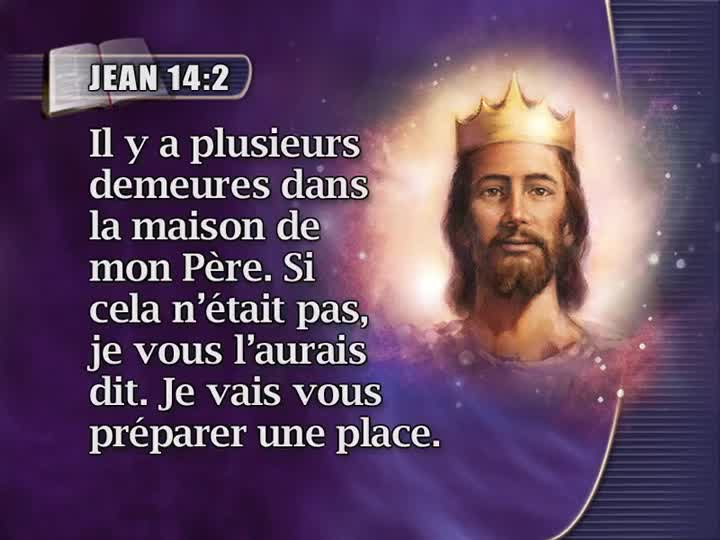 JEAN 14:2
Il y a plusieurs
demeures dans
la maison de
mon Père. Si
cela n’était pas,
je vous l’aurais
dit. Je vais vous
préparer une place.